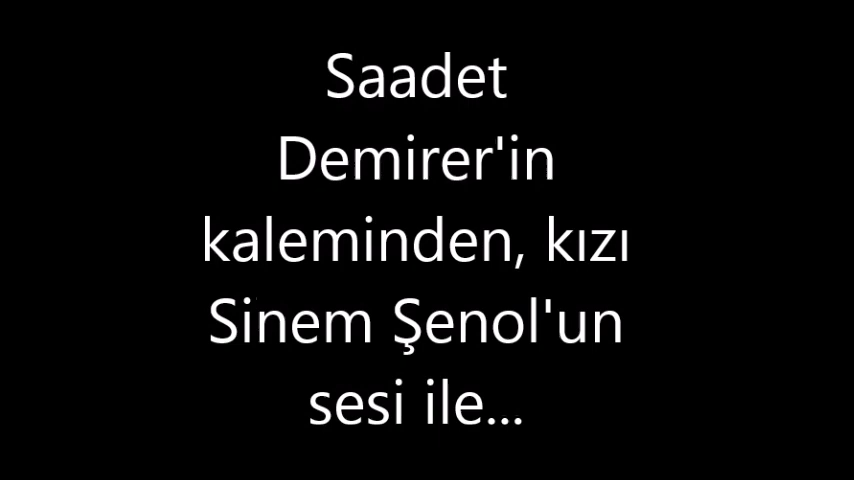 Saadet
Demirer'in
kaleminden, kızı
Sinem Şenol'un
sesi ile...